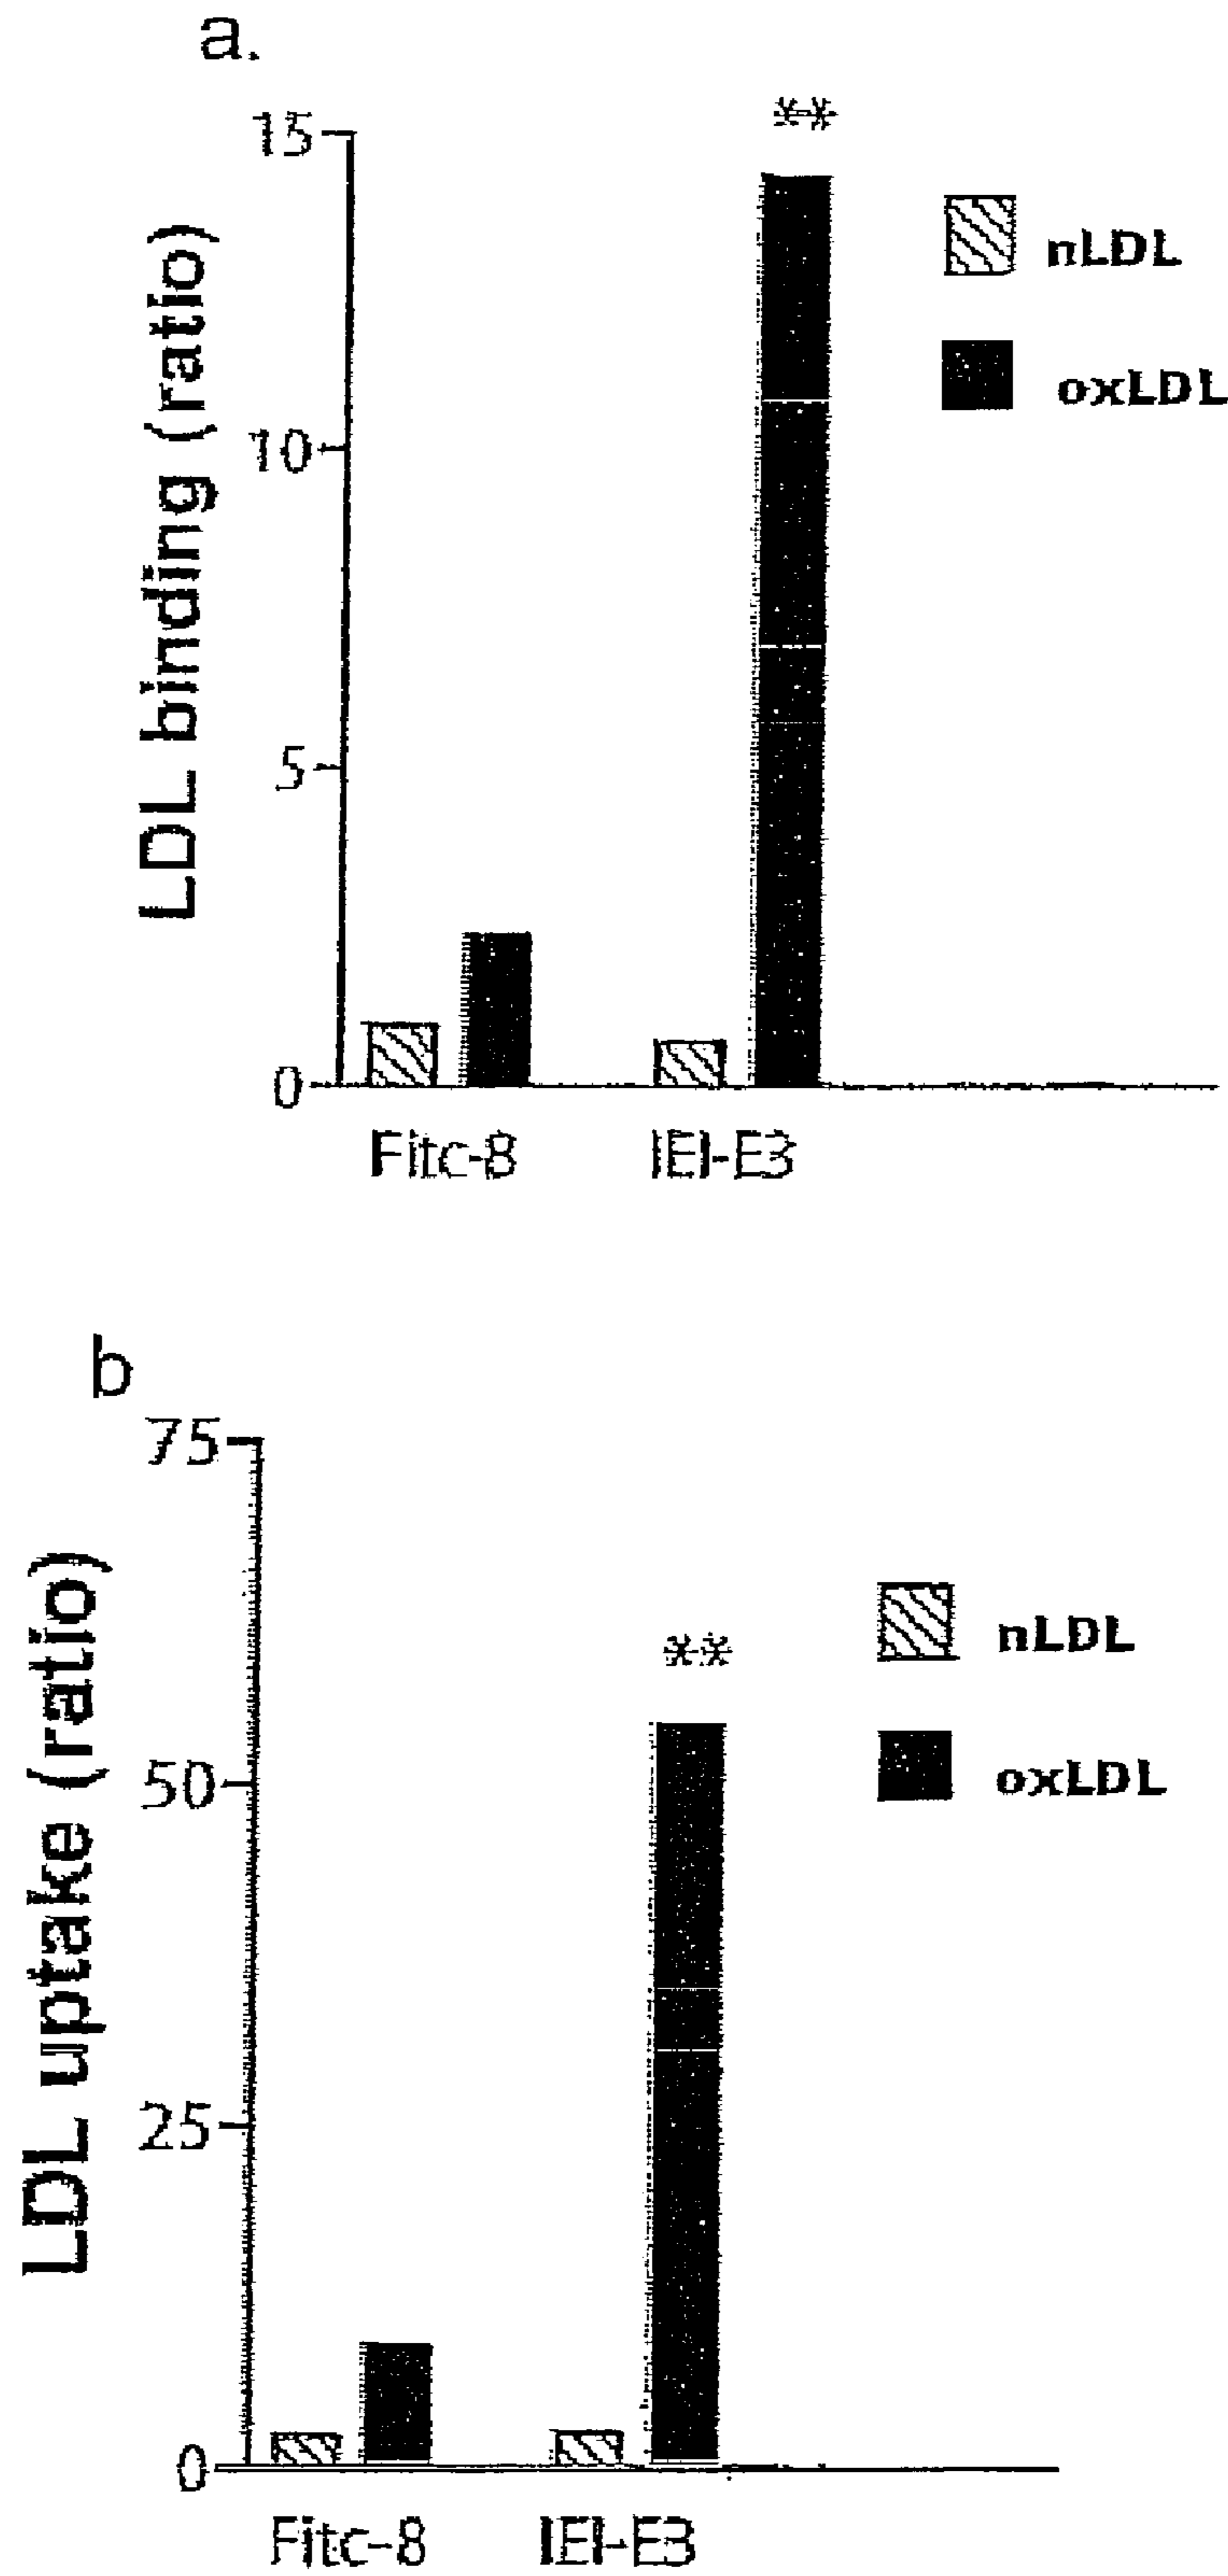 a.
LDL binding (ratio)
15
10
5
0
**
nLDL
oxLDL
Fitc-8
IEI-E3
b
LDL uptake (ratio)
75
50
25
0
**
nLDL
oxLDL
Fitc-8
IEI-E3